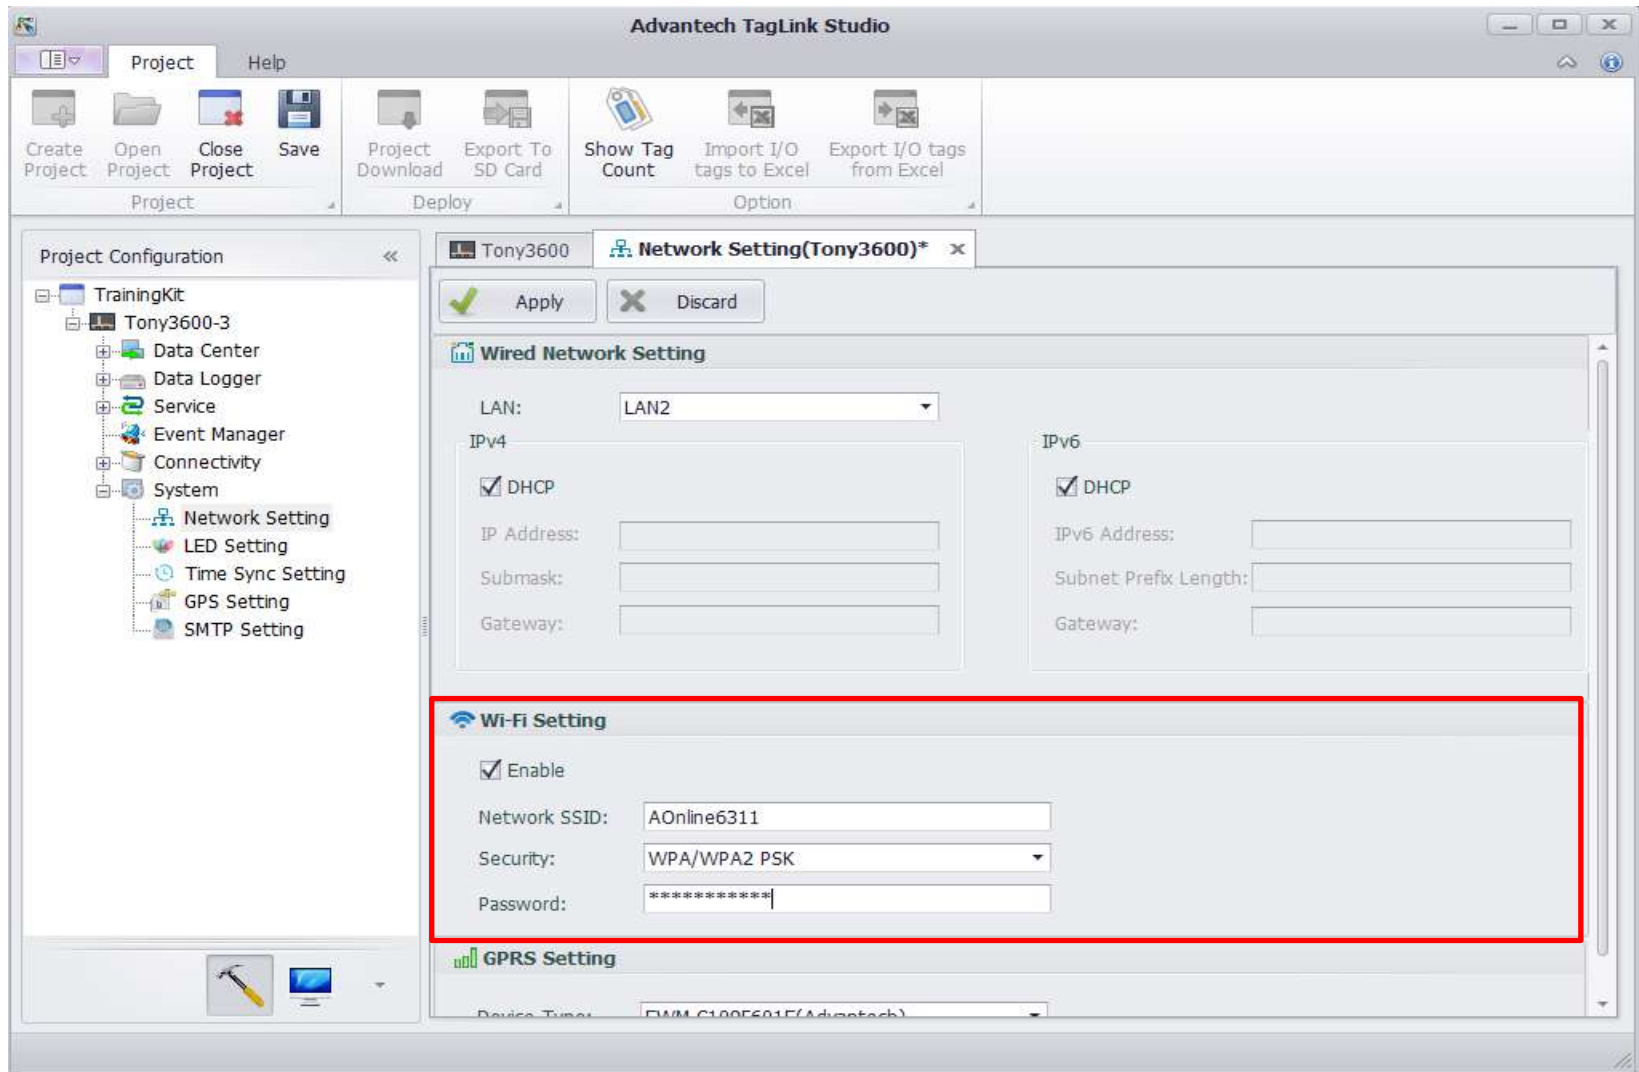 Advantech TagLink Studio
Project Help
Create Project
Open Project
Close Project
Save
Project Download
Export To SD Card
Show Tag Count
Import I/O tags to Excel
Export I/O tags from Excel
Project Deploy Option
Project Configuration
TrainingKit
Tony3600-3
Data Center
Data Logger
Service
Event Manager
Connectivity
System
Network Setting
LED Setting
Time Sync Setting
GPS Setting
SMTP Setting
Tony3600 Network Setting(Tony3600)*
Apply Discard
Wired Network Setting
LAN: LAN2
IPv4
DHCP
IP Address:
Submask:
Gateway:
IPv6
DHCP
IPv6 Address:
Subnet Prefix Length:
Gateway:
Wi-Fi Setting
Enable
Network SSID: AOnline6311
Security: WPA/WPA2 PSK
Password: ***********
GPRS Setting
Device Type: